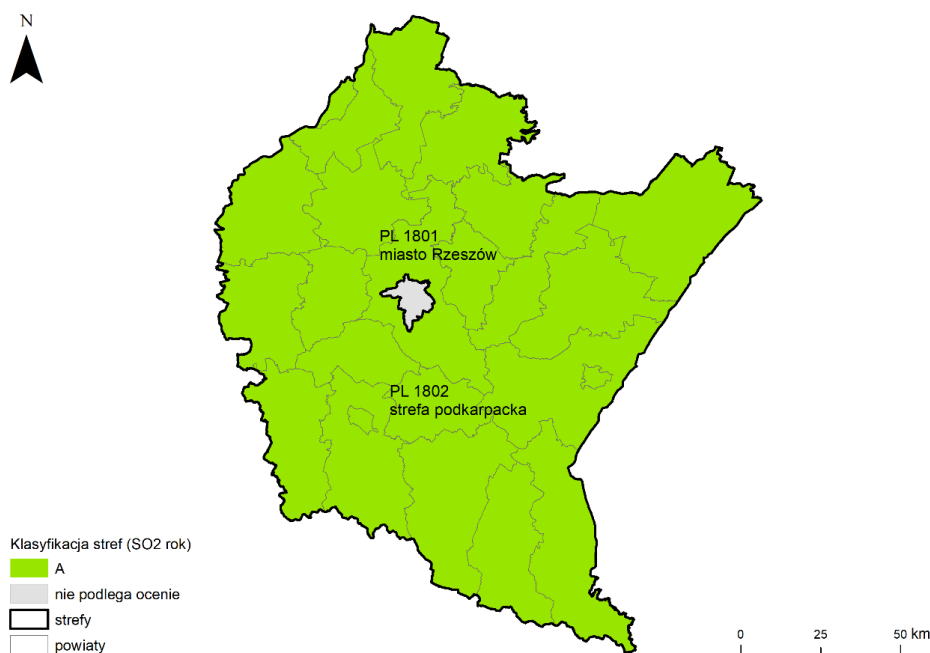 N
PL 1801
miasto Rzeszów
PL 1802
strefa podkarpacka
Klasyfikacja stref (SO2 rok)
A
nie podlega ocenie
strefy
powiaty
0 25 50 km